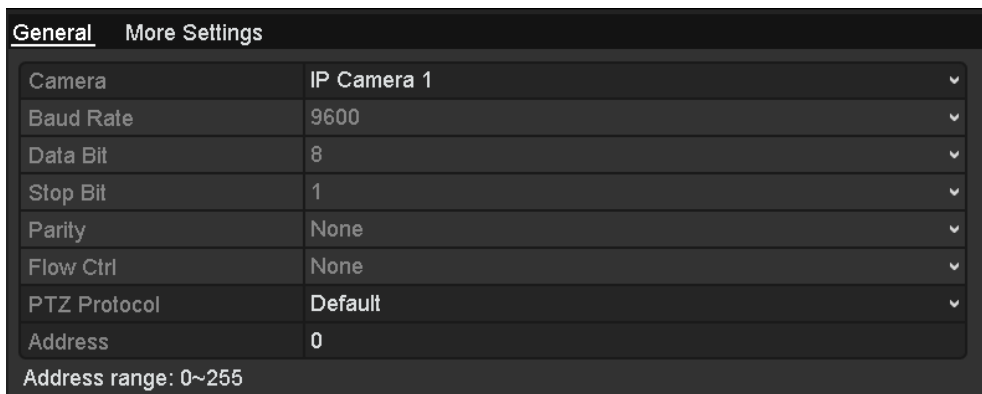 General More Settings
Camera IP Camera 1
Baud Rate 9600
Data Bit 8
Stop Bit 1
Parity None
Flow Ctrl None
PTZ Protocol Default
Address 0
Address range: 0~255